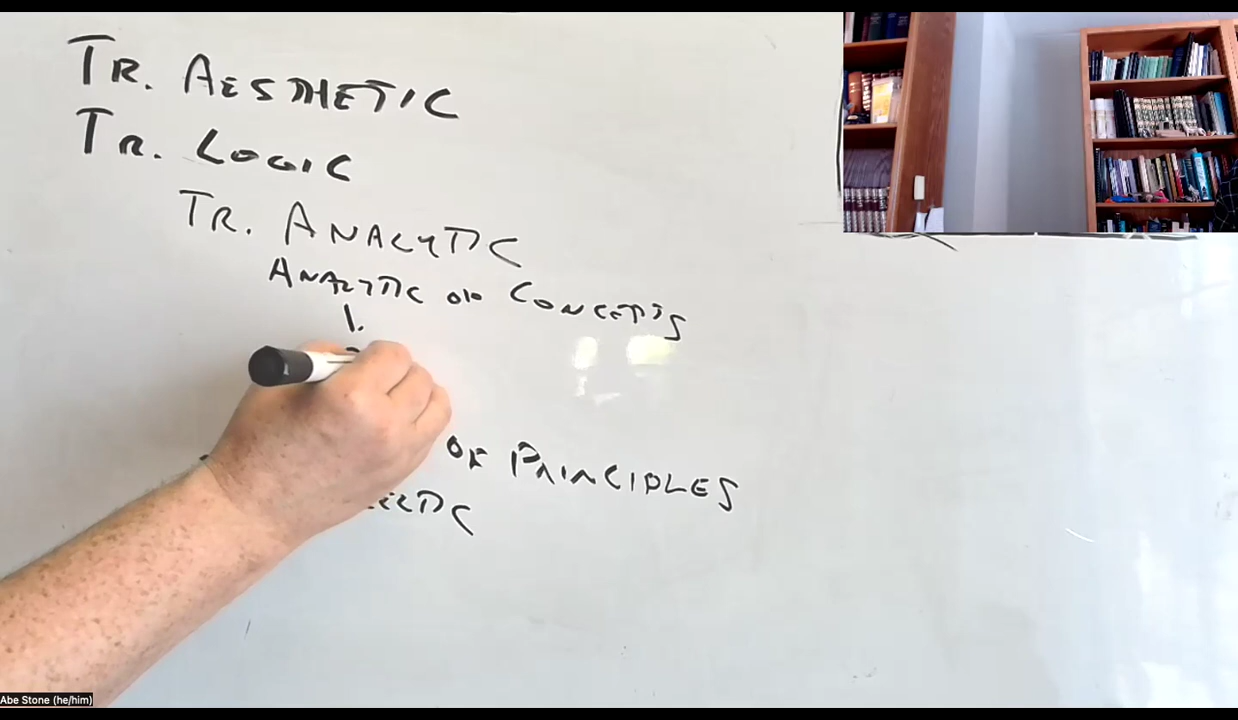 TR. AESTHETIC
TR. LOGIC
TR. ANALYTIC
ANALYTIC OF CONCEPTS
1.
OF PRINCIPLES
Abe Stone (he/him)